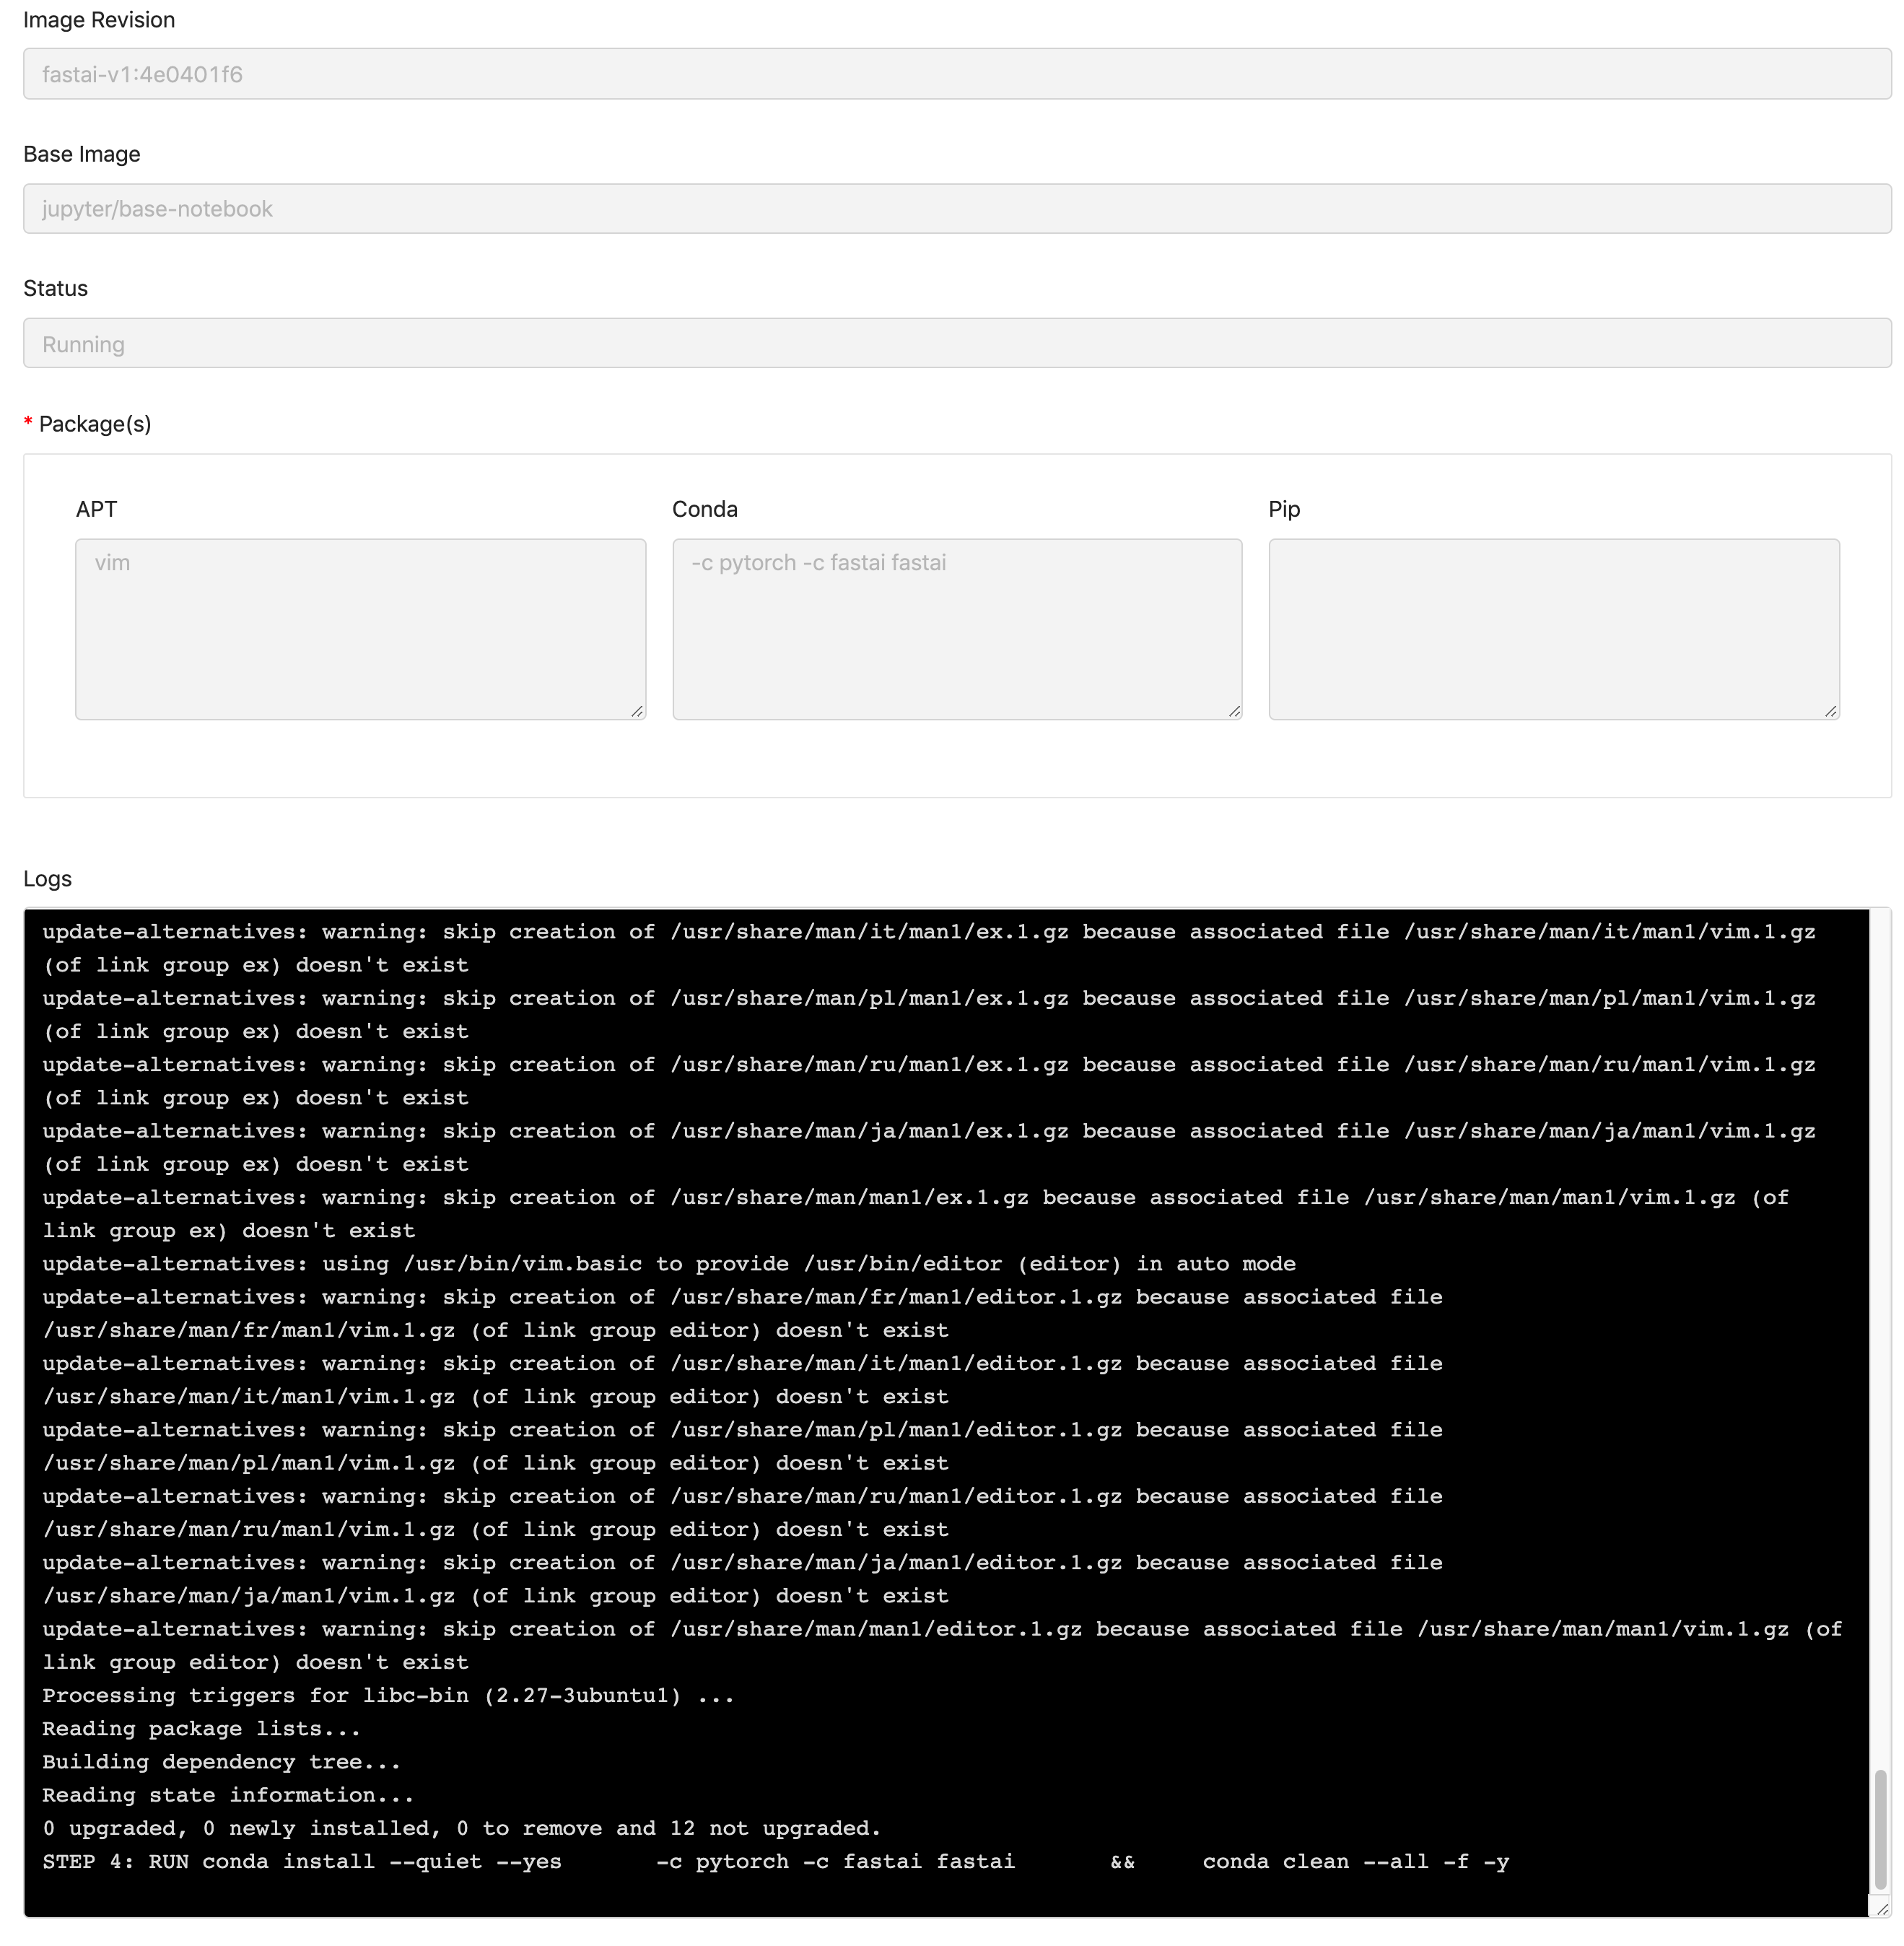 Image Revision
fastai-v1:4e0401f6
Base Image
jupyter/base-notebook
Status
Running
* Package(s)
APT
Conda
Pip
vim
-c pytorch -c fastai fastai
Logs
update-alternatives: warning: skip creation of /usr/share/man/it/man1/ex.1.gz because associated file /usr/share/man/it/man1/vim.1.gz
(of link group ex) doesn't exist
update-alternatives: warning: skip creation of /usr/share/man/pl/man1/ex.1.gz because associated file /usr/share/man/pl/man1/vim.1.gz
(of link group ex) doesn't exist
update-alternatives: warning: skip creation of /usr/share/man/ru/man1/ex.1.gz because associated file /usr/share/man/ru/man1/vim.1.gz
(of link group ex) doesn't exist
update-alternatives: warning: skip creation of /usr/share/man/ja/man1/ex.1.gz because associated file /usr/share/man/ja/man1/vim.1.gz
(of link group ex) doesn't exist
update-alternatives: warning: skip creation of /usr/share/man/man1/ex.1.gz because associated file /usr/share/man/man1/vim.1.gz (of
link group ex) doesn't exist
update-alternatives: using /usr/bin/vim.basic to provide /usr/bin/editor (editor) in auto mode
update-alternatives: warning: skip creation of /usr/share/man/fr/man1/editor.1.gz because associated file
/usr/share/man/fr/man1/vim.1.gz (of link group editor) doesn't exist
update-alternatives: warning: skip creation of /usr/share/man/it/man1/editor.1.gz because associated file
/usr/share/man/it/man1/vim.1.gz (of link group editor) doesn't exist
update-alternatives: warning: skip creation of /usr/share/man/pl/man1/editor.1.gz because associated file
/usr/share/man/pl/man1/vim.1.gz (of link group editor) doesn't exist
update-alternatives: warning: skip creation of /usr/share/man/ru/man1/editor.1.gz because associated file
/usr/share/man/ru/man1/vim.1.gz (of link group editor) doesn't exist
update-alternatives: warning: skip creation of /usr/share/man/ja/man1/editor.1.gz because associated file
/usr/share/man/ja/man1/vim.1.gz (of link group editor) doesn't exist
update-alternatives: warning: skip creation of /usr/share/man/man1/editor.1.gz because associated file /usr/share/man/man1/vim.1.gz (of
link group editor) doesn't exist
Processing triggers for libc-bin (2.27-3ubuntu1) ...
Reading package lists...
Building dependency tree...
Reading state information...
0 upgraded, 0 newly installed, 0 to remove and 12 not upgraded.
STEP 4: RUN conda install --quiet --yes       -c pytorch -c fastai fastai       &&     conda clean --all -f -y